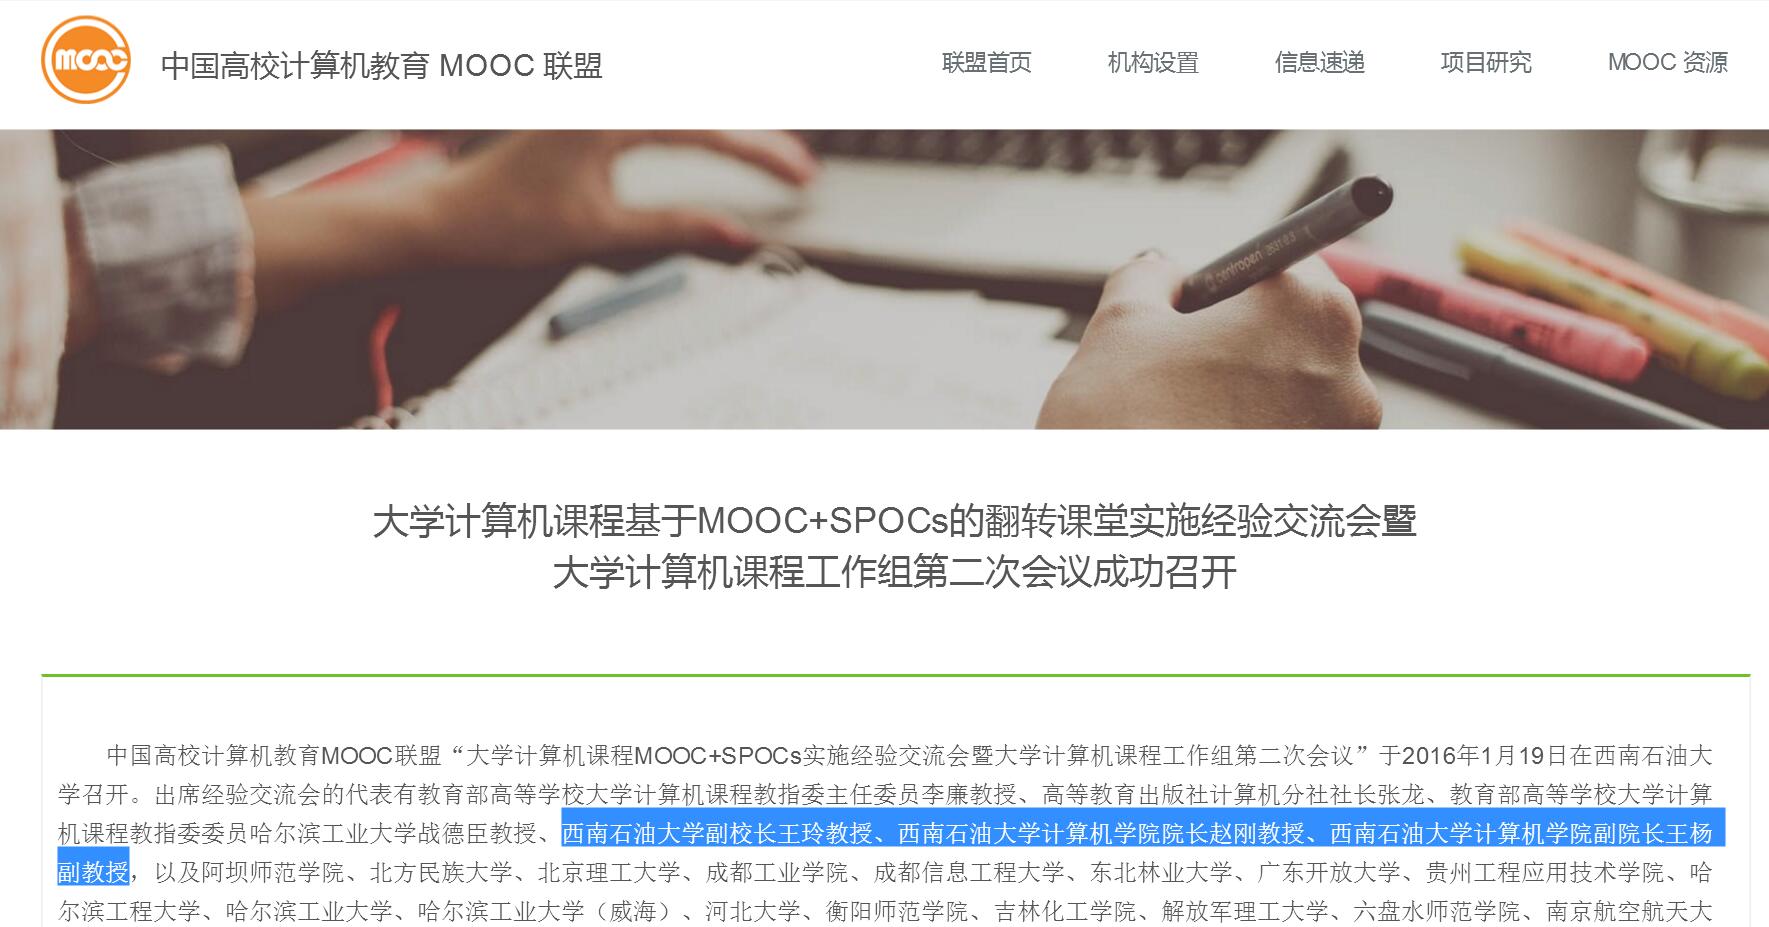 mooc
中国高校计算机教育 MOOC 联盟
联盟首页 机构设置 信息速递 项目研究 MOOC 资源
centropen
大学计算机课程基于MOOC+SPOCs的翻转课堂实施经验交流会暨
大学计算机课程工作组第二次会议成功召开
中国高校计算机教育MOOC联盟“大学计算机课程MOOC+SPOCs实施经验交流会暨大学计算机课程工作组第二次会议”于2016年1月19日在西南石油大
学召开。出席经验交流会的代表有教育部高等学校大学计算机课程教指委主任委员李廉教授、高等教育出版社计算机分社社长张龙、教育部高等学校大学计算
机课程教指委委员哈尔滨工业大学战德臣教授、西南石油大学副校长王玲教授、西南石油大学计算机学院院长赵刚教授、西南石油大学计算机学院副院长王杨
副教授，以及阿坝师范学院、北方民族大学、北京理工大学、成都工业学院、成都信息工程大学、东北林业大学、广东开放大学、贵州工程应用技术学院、哈
尔滨工程大学、哈尔滨工业大学、哈尔滨工业大学（威海）、河北大学、衡阳师范学院、吉林化工学院、解放军理工大学、六盘水师范学院、南京航空航天大